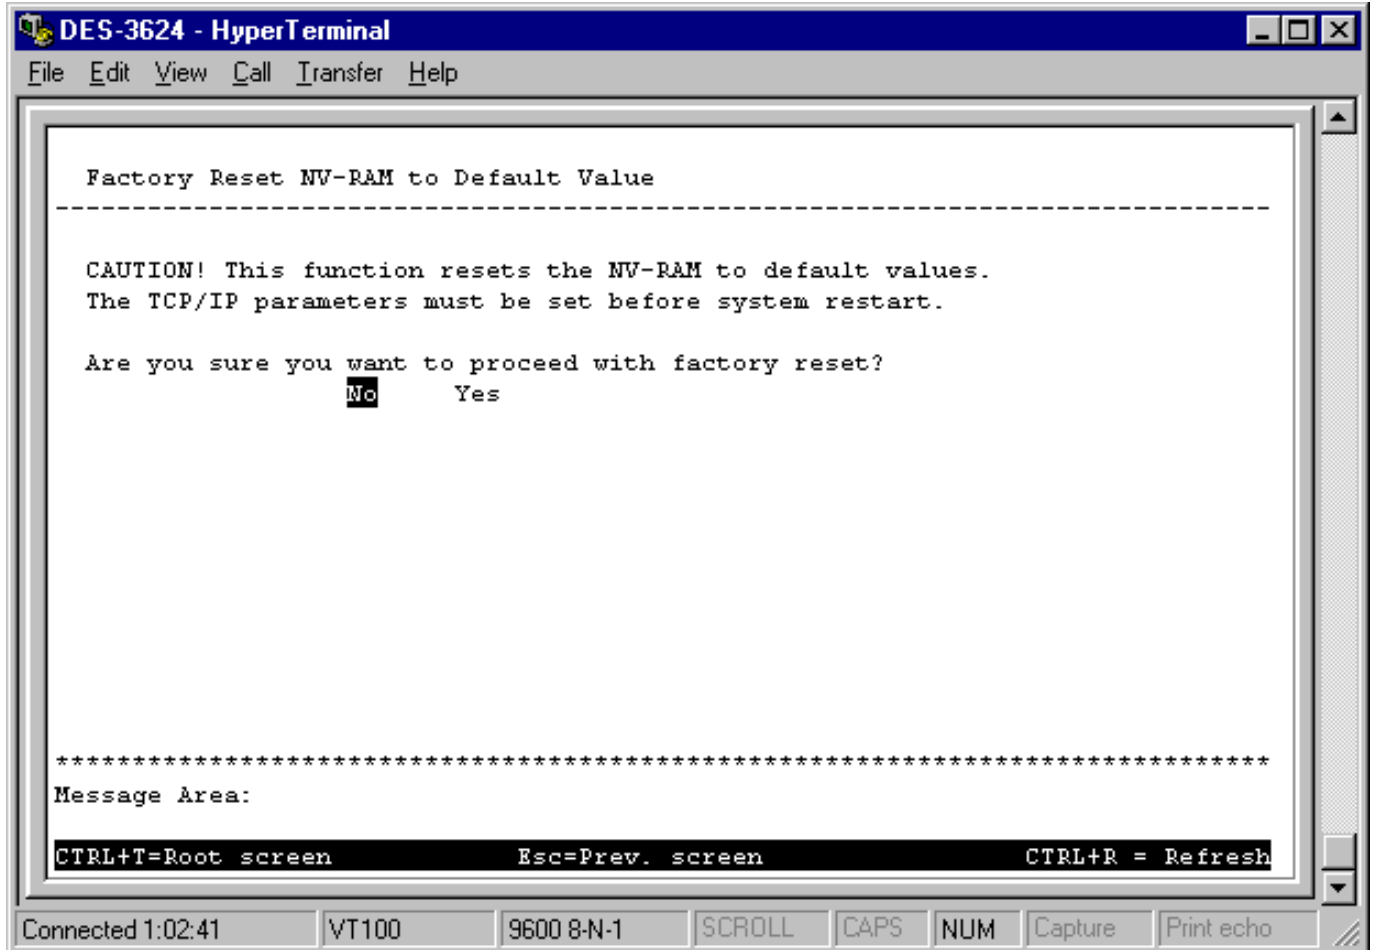 DES-3624 - HyperTerminal
File Edit View Call Transfer Help
Factory Reset NV-RAM to Default Value
-------------------------------------------------------------------------------
CAUTION! This function resets the NV-RAM to default values.
The TCP/IP parameters must be set before system restart.
Are you sure you want to proceed with factory reset?
No Yes
*******************************************************************************
Message Area:
CTRL+T=Root screen Esc=Prev. screen CTRL+R = Refresh
Connected 1:02:41 VT100 9600 8-N-1 SCROLL CAPS NUM Capture Print echo